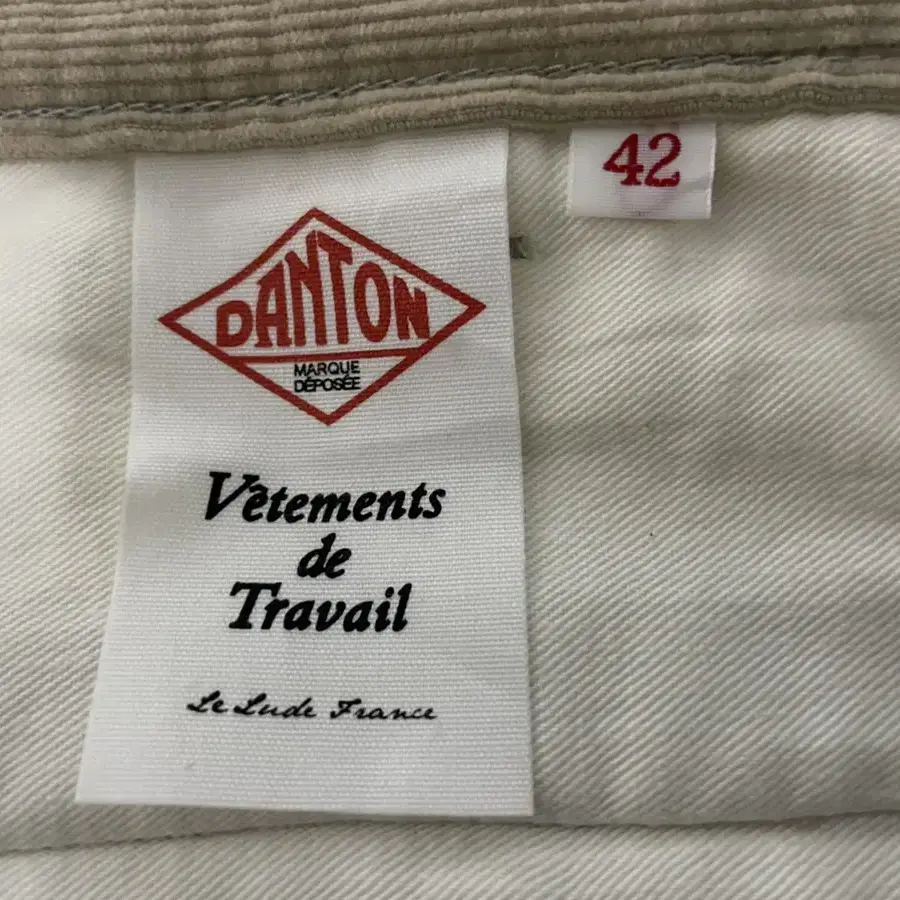 42
DANTON
MARQUE
DÉPOSÉE
Vêtements
de
Travail
Le Lude France